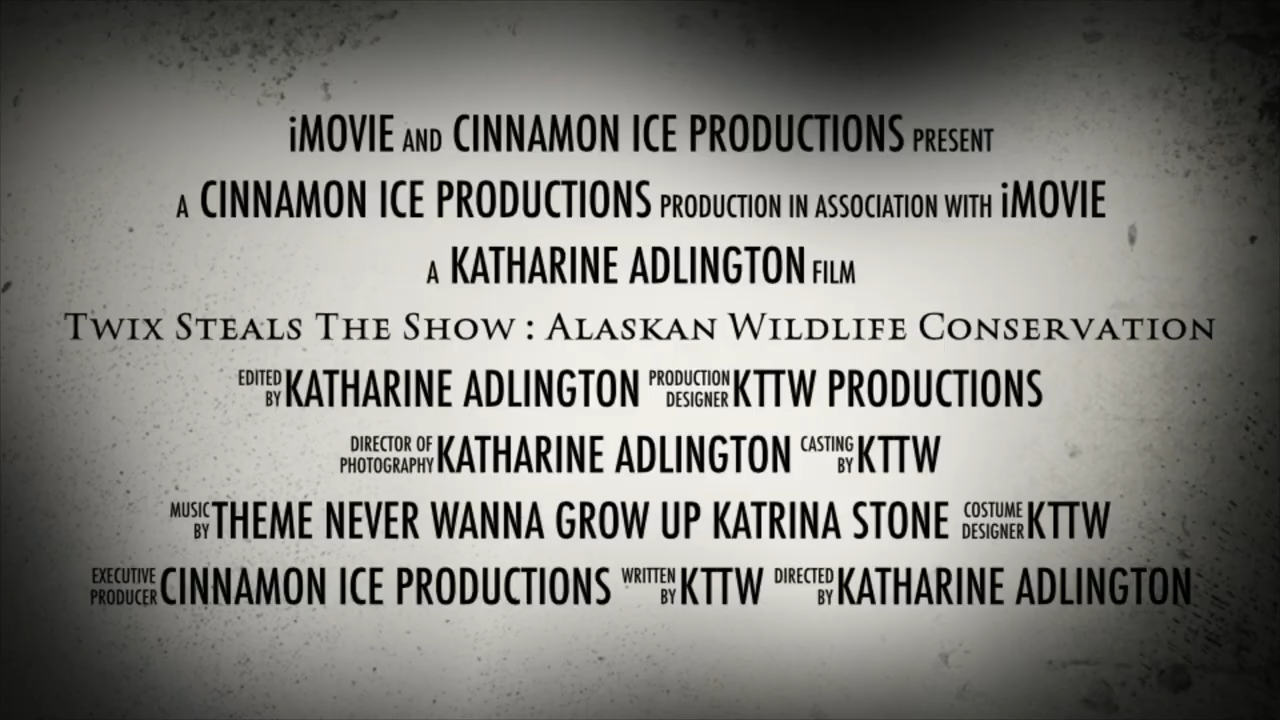 iMOVIE AND CINNAMON ICE PRODUCTIONS PRESENT
A CINNAMON ICE PRODUCTIONS PRODUCTION IN ASSOCIATION WITH iMOVIE
A KATHARINE ADLINGTON FILM
TWIX STEALS THE SHOW : ALASKAN WILDLIFE CONSERVATION
EDITED BY KATHARINE ADLINGTON PRODUCTION DESIGNER KTTW PRODUCTIONS
DIRECTOR OF PHOTOGRAPHY KATHARINE ADLINGTON CASTING BY KTTW
MUSIC BY THEME NEVER WANNA GROW UP KATRINA STONE COSTUME DESIGNER KTTW
EXECUTIVE PRODUCER CINNAMON ICE PRODUCTIONS WRITTEN BY KTTW DIRECTED BY KATHARINE ADLINGTON